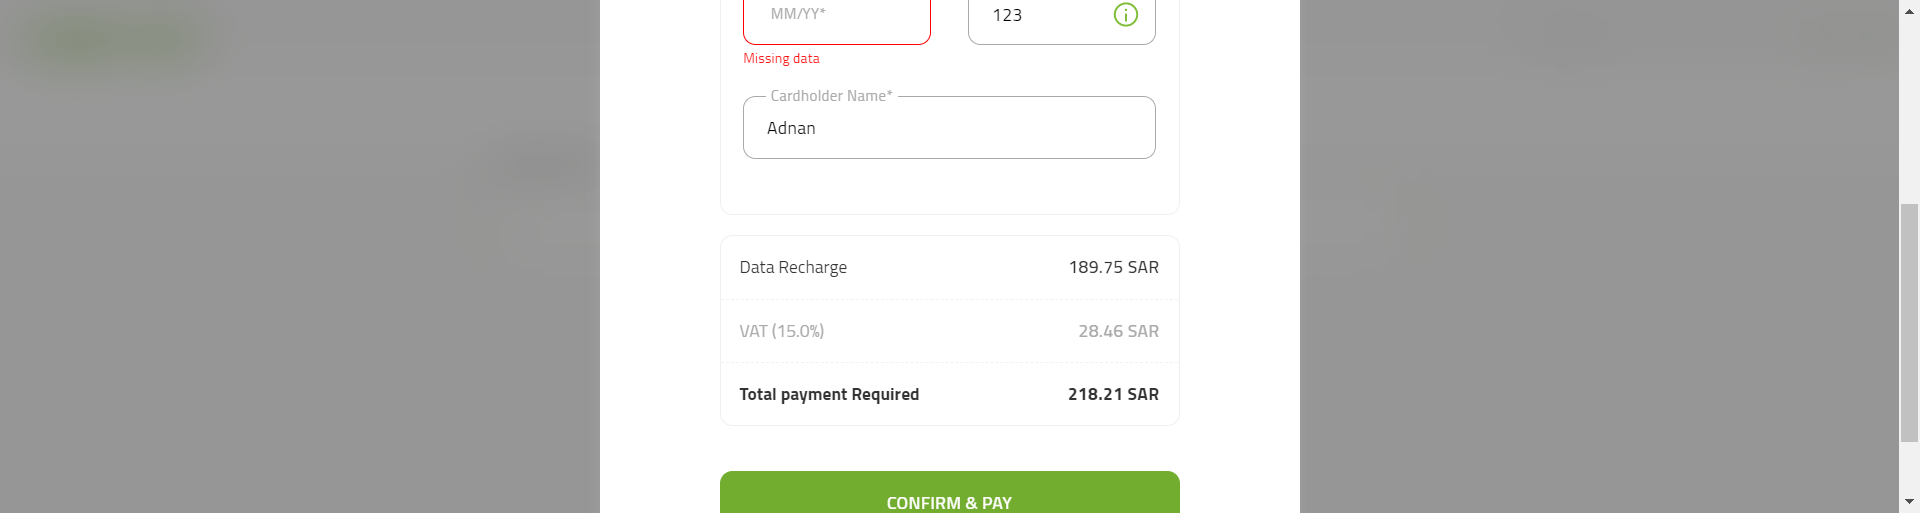 MM/YY*
123
Missing data
Cardholder Name*
Adnan
Data Recharge 189.75 SAR
VAT (15.0%) 28.46 SAR
Total payment Required 218.21 SAR
CONFIRM & PAY